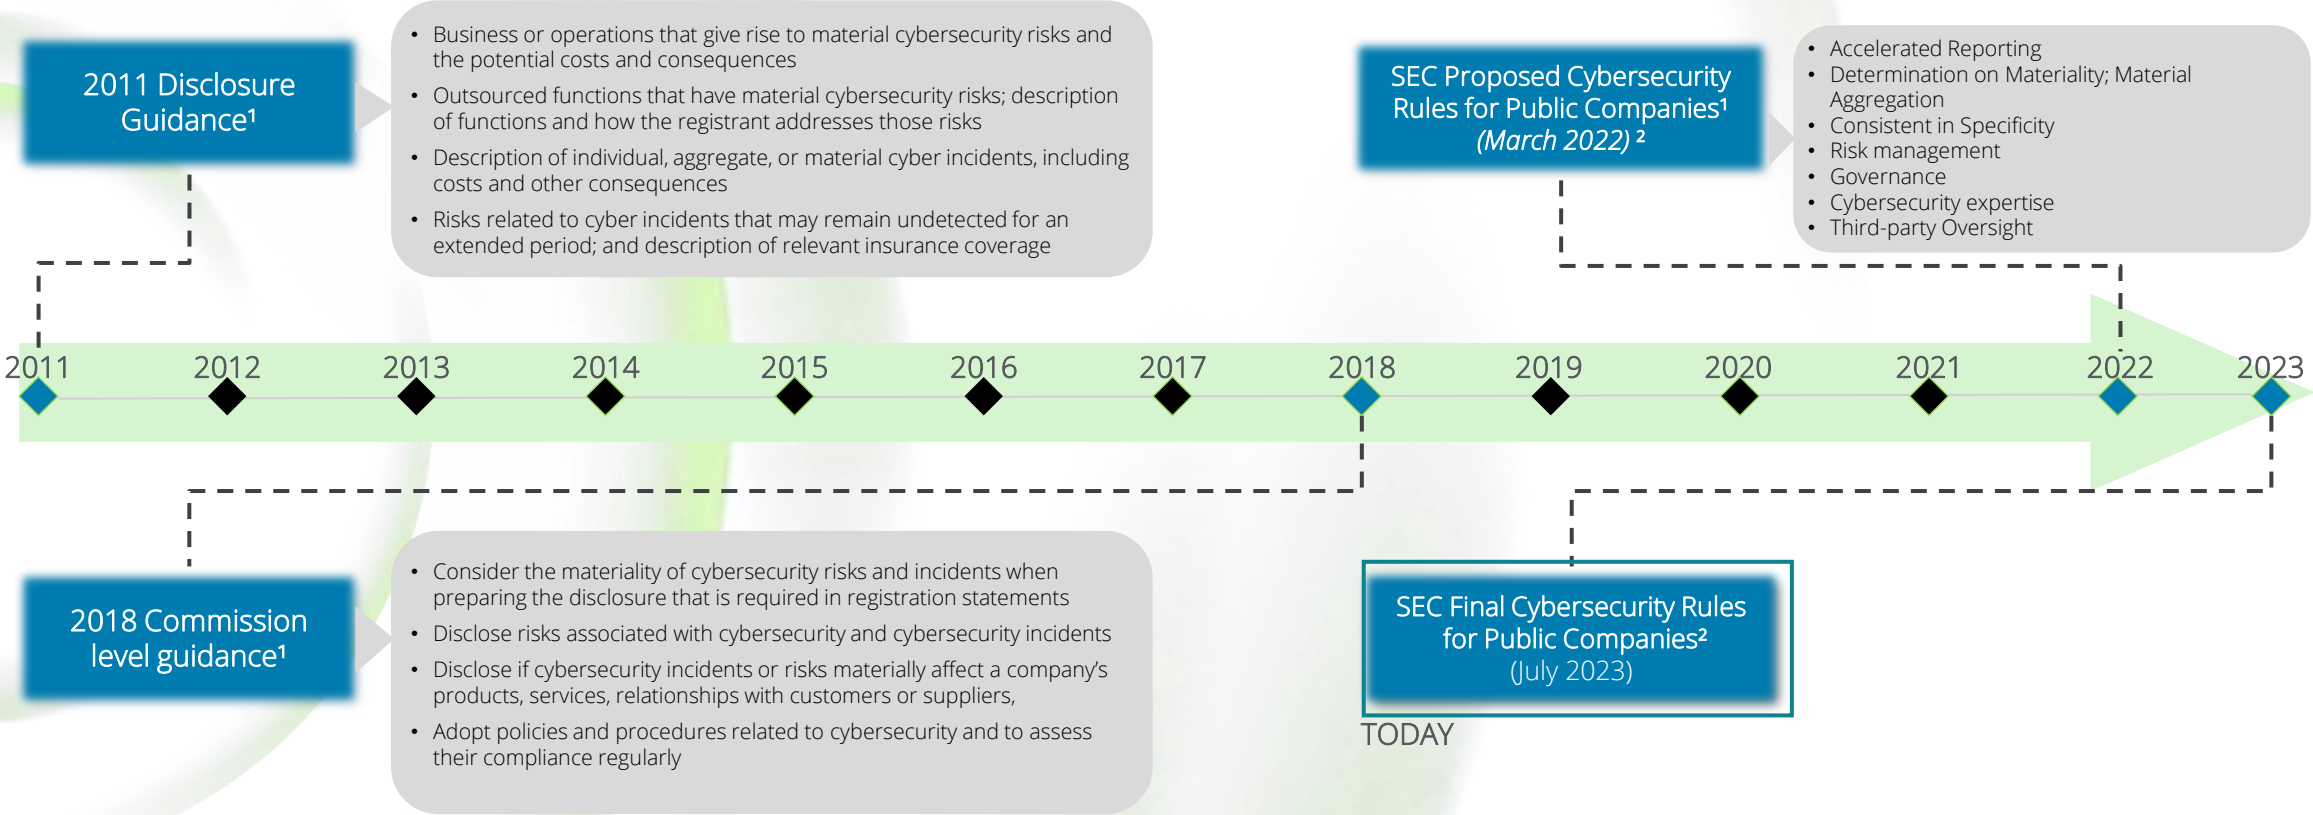 2011 Disclosure
Guidance¹
• Business or operations that give rise to material cybersecurity risks and
the potential costs and consequences
• Outsourced functions that have material cybersecurity risks; description
of functions and how the registrant addresses those risks
• Description of individual, aggregate, or material cyber incidents, including
costs and other consequences
• Risks related to cyber incidents that may remain undetected for an
extended period; and description of relevant insurance coverage
SEC Proposed Cybersecurity
Rules for Public Companies¹
(March 2022) ²
• Accelerated Reporting
• Determination on Materiality; Material
Aggregation
• Consistent in Specificity
• Risk management
• Governance
• Cybersecurity expertise
• Third-party Oversight
2011 2012 2013 2014 2015 2016 2017 2018 2019 2020 2021 2022 2023
2018 Commission
level guidance¹
• Consider the materiality of cybersecurity risks and incidents when
preparing the disclosure that is required in registration statements
• Disclose risks associated with cybersecurity and cybersecurity incidents
• Disclose if cybersecurity incidents or risks materially affect a company’s
products, services, relationships with customers or suppliers,
• Adopt policies and procedures related to cybersecurity and to assess
their compliance regularly
SEC Final Cybersecurity Rules
for Public Companies²
(July 2023)
TODAY